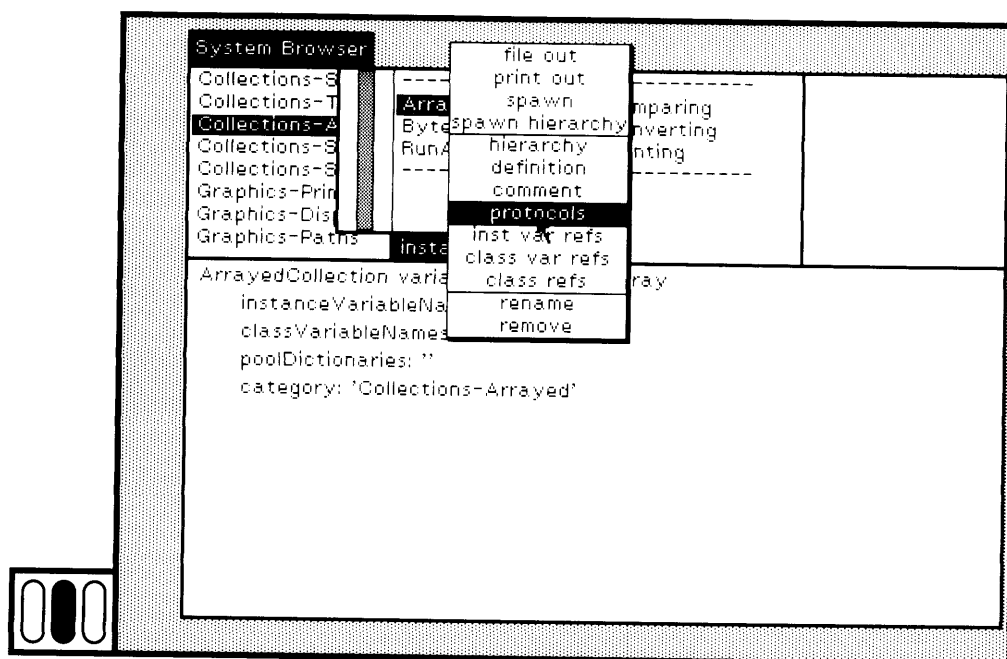 System Browser
Collections-S
Collections-T
Collections-A
Collections-S
Collections-S
Graphics-Prim
Graphics-Disp
Graphics-Paths
Arra
Byte
RunA
insta
mparing
nverting
nting
file out
print out
spawn
spawn hierarchy
hierarchy
definition
comment
protocols
inst var refs
class var refs
class refs
rename
remove
ArrayedCollection varia ray
instanceVariableNa
classVariableNames
poolDictionaries: ''
category: 'Collections-Arrayed'